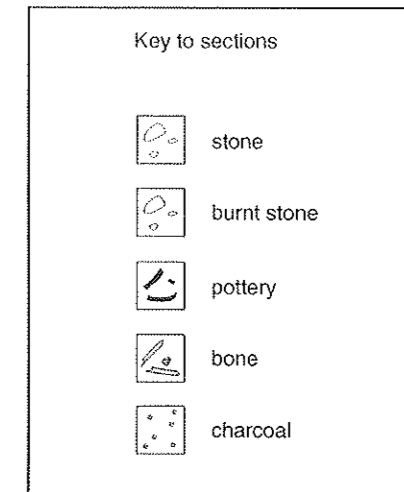 Key to sections
stone
burnt stone
pottery
bone
charcoal